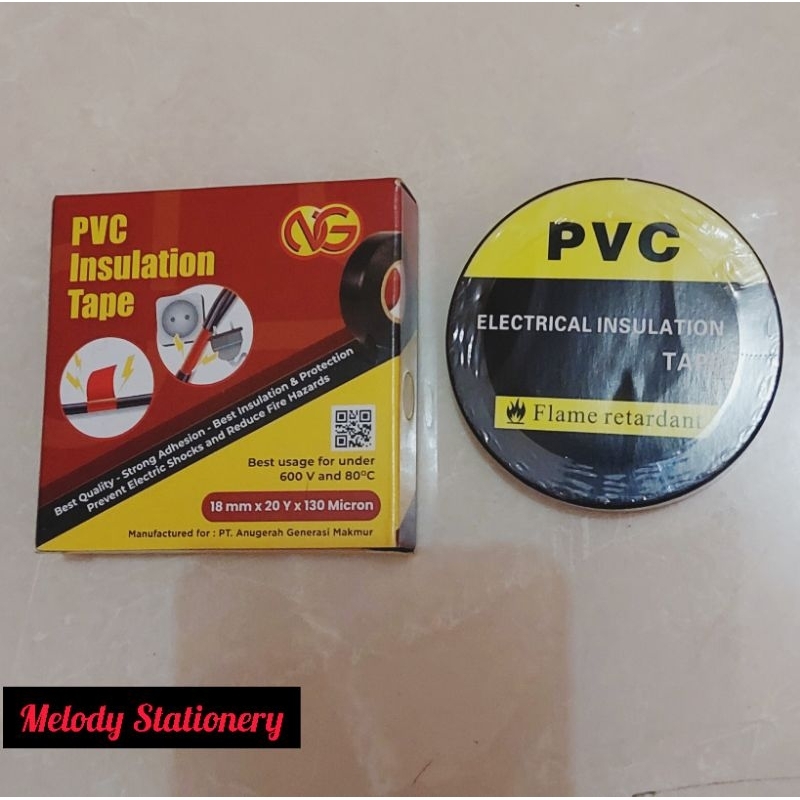 PVC
Insulation
Tape
NG
Best Quality - Strong Adhesion - Best Insulation & Protection
Prevent Electric Shocks and Reduce Fire Hazards
Best usage for under
600 V and 80°C
18 mm x 20 Y x 130 Micron
Manufactured for : PT. Anugerah Generasi Makmur
PVC
ELECTRICAL INSULATION
TAPE
Flame retardant
Melody Stationery